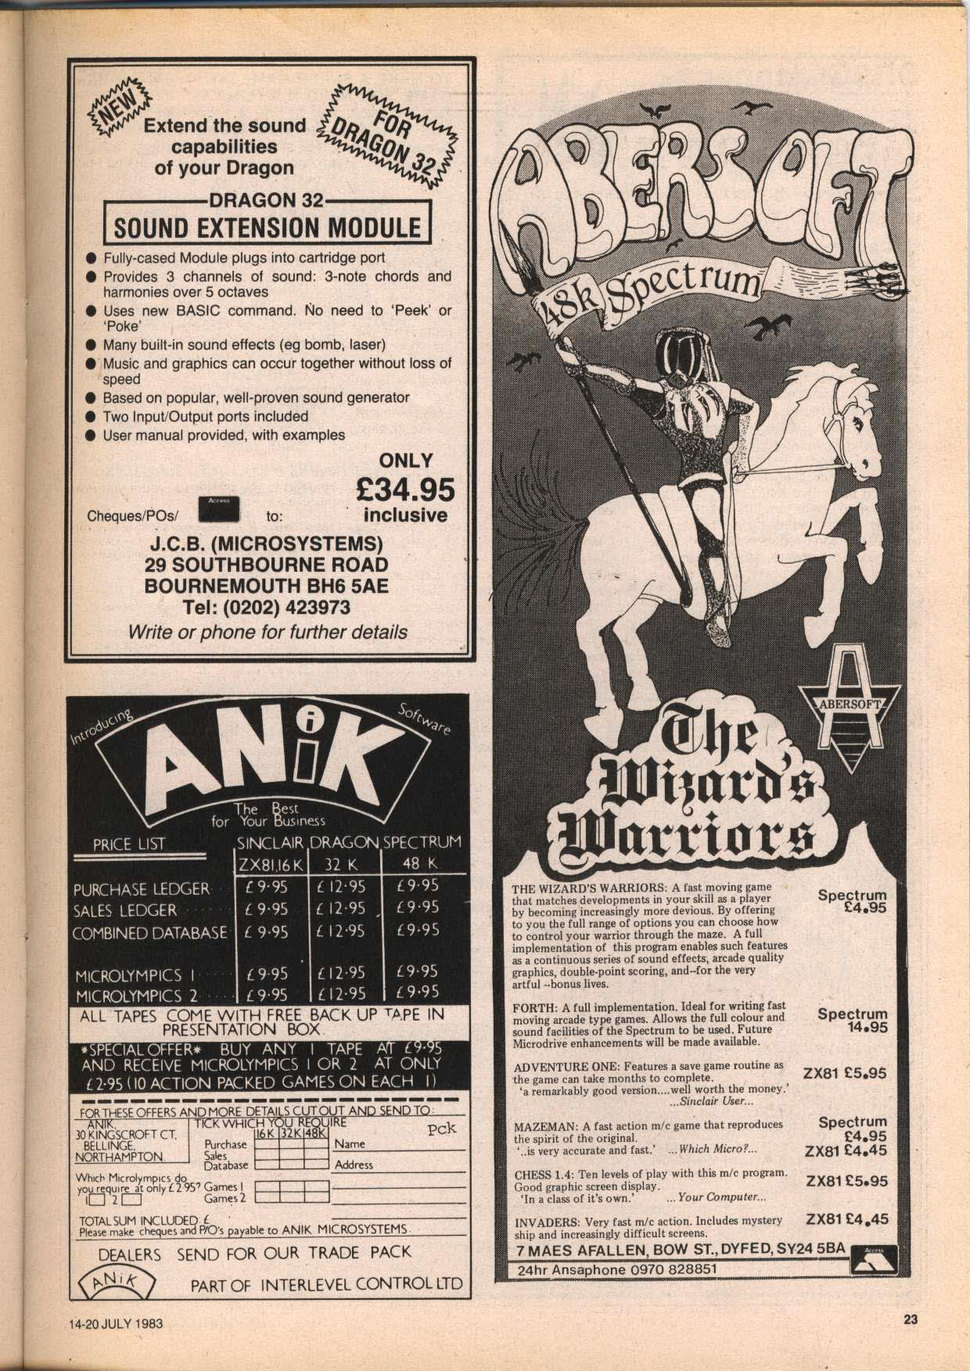 NEW
Extend the sound
capabilities
of your Dragon
FOR
DRAGON 32
DRAGON 32
SOUND EXTENSION MODULE
● Fully-cased Module plugs into cartridge port
● Provides 3 channels of sound: 3-note chords and
harmonies over 5 octaves
● Uses new BASIC command. No need to 'Peek' or
'Poke'
● Many built-in sound effects (eg bomb, laser)
● Music and graphics can occur together without loss of
speed
● Based on popular, well-proven sound generator
● Two Input/Output ports included
● User manual provided, with examples
ONLY
£34.95
inclusive
Cheques/POs/ Access to:
J.C.B. (MICROSYSTEMS)
29 SOUTHBOURNE ROAD
BOURNEMOUTH BH6 5AE
Tel: (0202) 423973
Write or phone for further details
Introducing
ANiK
Software
The Best
for Your Business
PRICE LIST SINCLAIR DRAGON SPECTRUM
ZX81,16K 32 K 48 K
PURCHASE LEDGER £9·95 £12·95 £9·95
SALES LEDGER £9·95 £12·95 £9·95
COMBINED DATABASE £9·95 £12·95 £9·95
MICROLYMPICS 1 £9·95 £12·95 £9·95
MICROLYMPICS 2 £9·95 £12·95 £9·95
ALL TAPES COME WITH FREE BACK UP TAPE IN
PRESENTATION BOX.
*SPECIAL OFFER* BUY ANY 1 TAPE AT £9·95
AND RECEIVE MICROLYMPICS 1 OR 2 AT ONLY
£2·95 (10 ACTION PACKED GAMES ON EACH !)
FOR THESE OFFERS AND MORE DETAILS CUT OUT AND SEND TO:
ANIK.
30 KINGSCROFT CT,
BELLINGE,
NORTHAMPTON.
TICK WHICH YOU REQUIRE
16K 32K 48K
pck
Purchase
Sales
Database
Name
Address
Which Microlympics do
you require at only £2.95?
1 2
Games 1
Games 2
TOTAL SUM INCLUDED £
Please make cheques and P/O's payable to ANIK MICROSYSTEMS.
DEALERS SEND FOR OUR TRADE PACK
ANiK
PART OF INTERLEVEL CONTROL LTD
ABERSOFT
48k Spectrum
ABERSOFT
The
Wizard's
Warriors
THE WIZARD'S WARRIORS: A fast moving game
that matches developments in your skill as a player
by becoming increasingly more devious. By offering
to you the full range of options you can choose how
to control your warrior through the maze. A full
implementation of this program enables such features
as a continuous series of sound effects, arcade quality
graphics, double-point scoring, and--for the very
artful --bonus lives.
Spectrum
£4.95
FORTH: A full implementation. Ideal for writing fast
moving arcade type games. Allows the full colour and
sound facilities of the Spectrum to be used. Future
Microdrive enhancements will be made available.
Spectrum
14.95
ADVENTURE ONE: Features a save game routine as
the game can take months to complete.
'a remarkably good version....well worth the money.'
...Sinclair User...
ZX81 £5.95
MAZEMAN: A fast action m/c game that reproduces
the spirit of the original.
'..is very accurate and fast.' ...Which Micro?...
Spectrum
£4.95
ZX81 £4.45
CHESS 1.4: Ten levels of play with this m/c program.
Good graphic screen display.
'In a class of it's own.' ... Your Computer...
ZX81 £5.95
INVADERS: Very fast m/c action. Includes mystery
ship and increasingly difficult screens.
ZX81 £4.45
7 MAES AFALLEN, BOW ST., DYFED, SY24 5BA
Access
24hr Ansaphone 0970 828851
14-20 JULY 1983
23